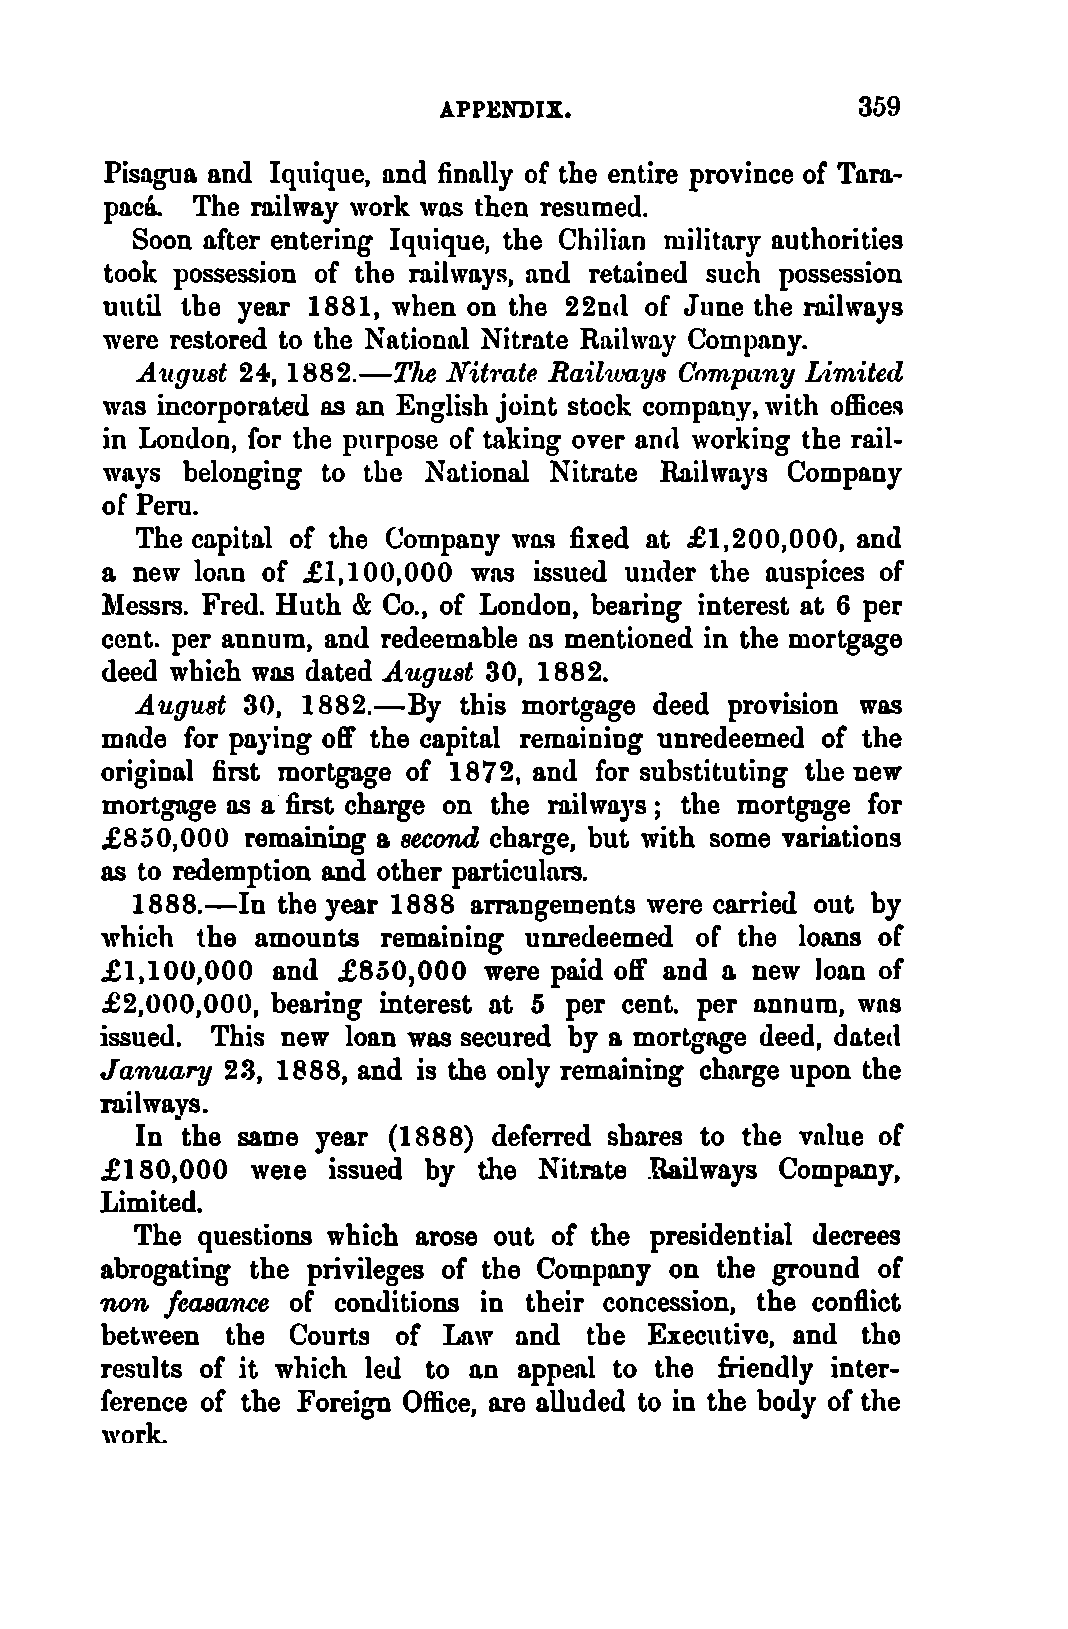 APPENDIX. 359
Pisagua and Iquique, and finally of the entire province of Tara-
pacá. The railway work was then resumed.
Soon after entering Iquique, the Chilian military authorities
took possession of the railways, and retained such possession
until the year 1881, when on the 22nd of June the railways
were restored to the National Nitrate Railway Company.
August 24, 1882.—The Nitrate Railways Company Limited
was incorporated as an English joint stock company, with offices
in London, for the purpose of taking over and working the rail-
ways belonging to the National Nitrate Railways Company
of Peru.
The capital of the Company was fixed at £1,200,000, and
a new loan of £1,100,000 was issued under the auspices of
Messrs. Fred. Huth & Co., of London, bearing interest at 6 per
cent. per annum, and redeemable as mentioned in the mortgage
deed which was dated August 30, 1882.
August 30, 1882.—By this mortgage deed provision was
made for paying off the capital remaining unredeemed of the
original first mortgage of 1872, and for substituting the new
mortgage as a first charge on the railways; the mortgage for
£850,000 remaining a second charge, but with some variations
as to redemption and other particulars.
1888.—In the year 1888 arrangements were carried out by
which the amounts remaining unredeemed of the loans of
£1,100,000 and £850,000 were paid off and a new loan of
£2,000,000, bearing interest at 5 per cent. per annum, was
issued. This new loan was secured by a mortgage deed, dated
January 23, 1888, and is the only remaining charge upon the
railways.
In the same year (1888) deferred shares to the value of
£180,000 were issued by the Nitrate Railways Company,
Limited.
The questions which arose out of the presidential decrees
abrogating the privileges of the Company on the ground of
non feasance of conditions in their concession, the conflict
between the Courts of Law and the Executive, and the
results of it which led to an appeal to the friendly inter-
ference of the Foreign Office, are alluded to in the body of the
work.